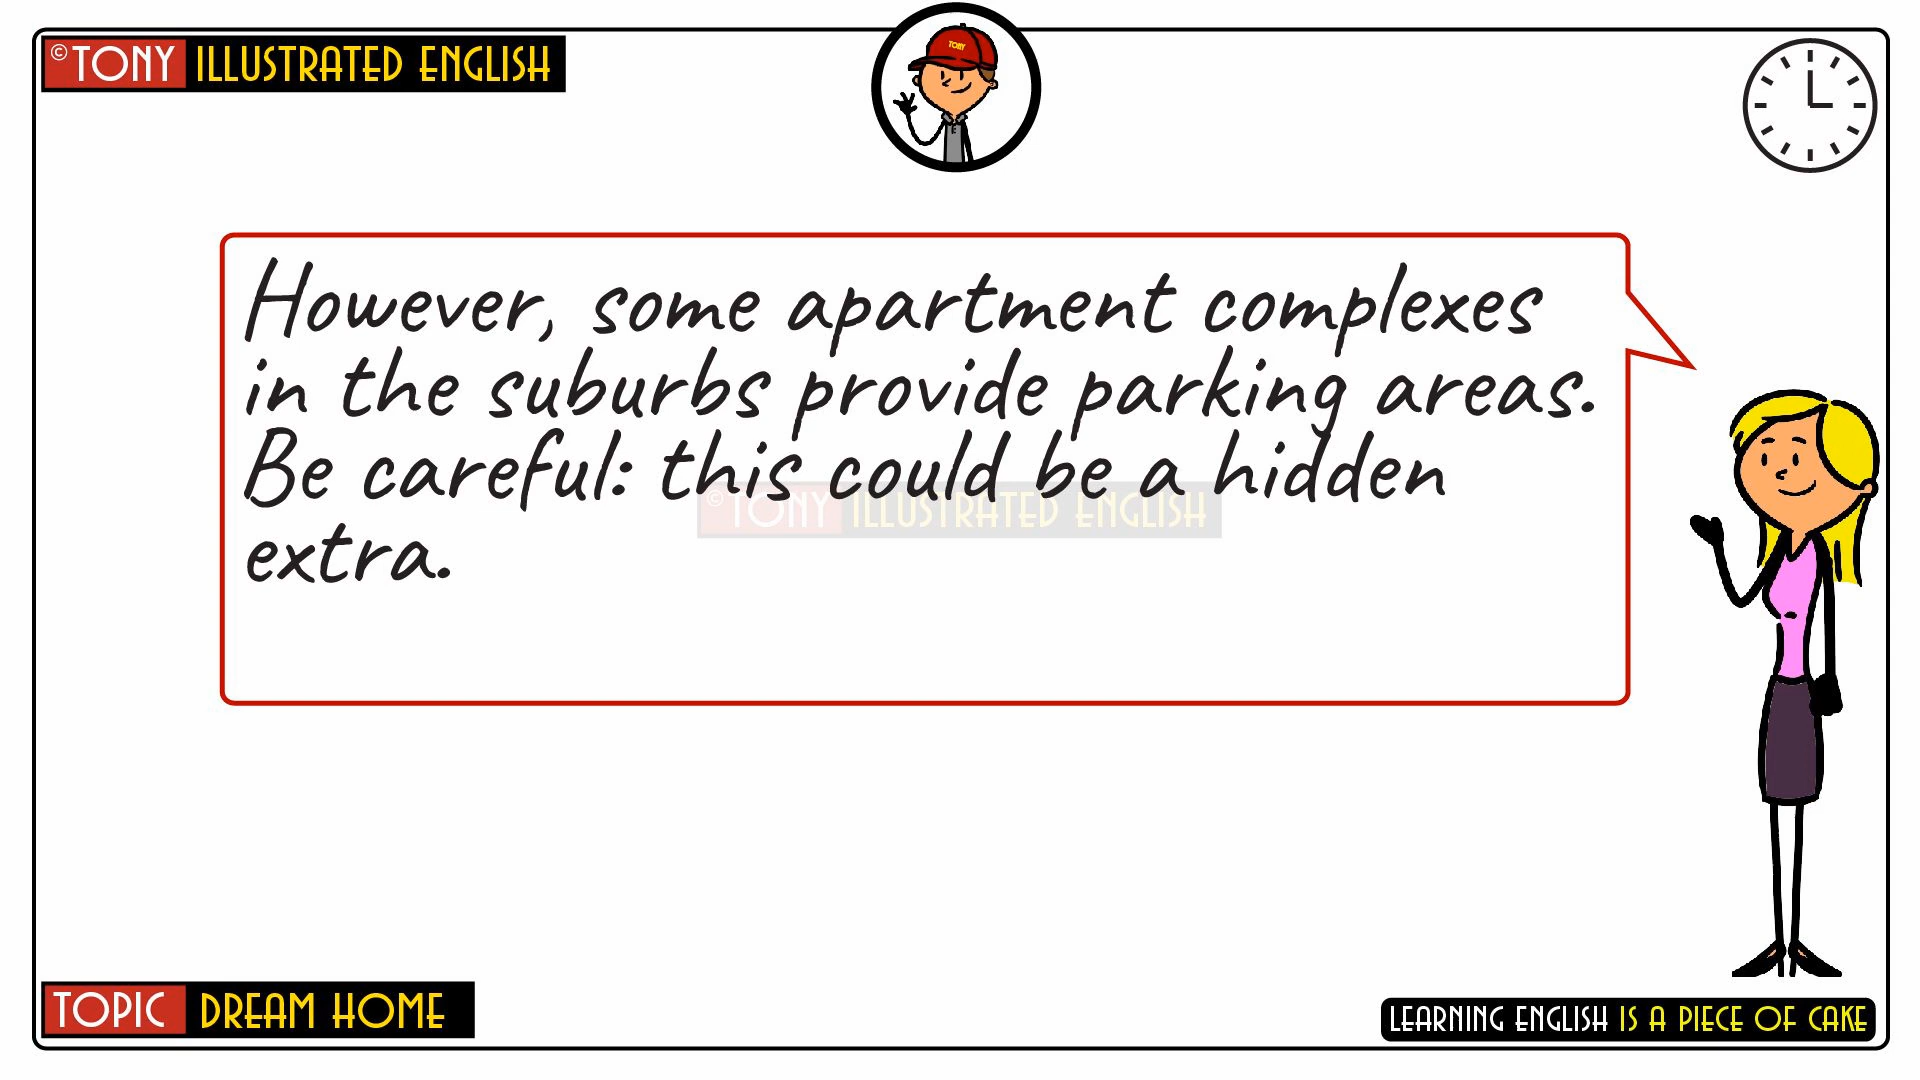 © TONY ILLUSTRATED ENGLISH
TONY
However, some apartment complexes
in the suburbs provide parking areas.
Be careful: this could be a hidden
extra.
© TONY ILLUSTRATED ENGLISH
TOPIC DREAM HOME
LEARNING ENGLISH IS A PIECE OF CAKE